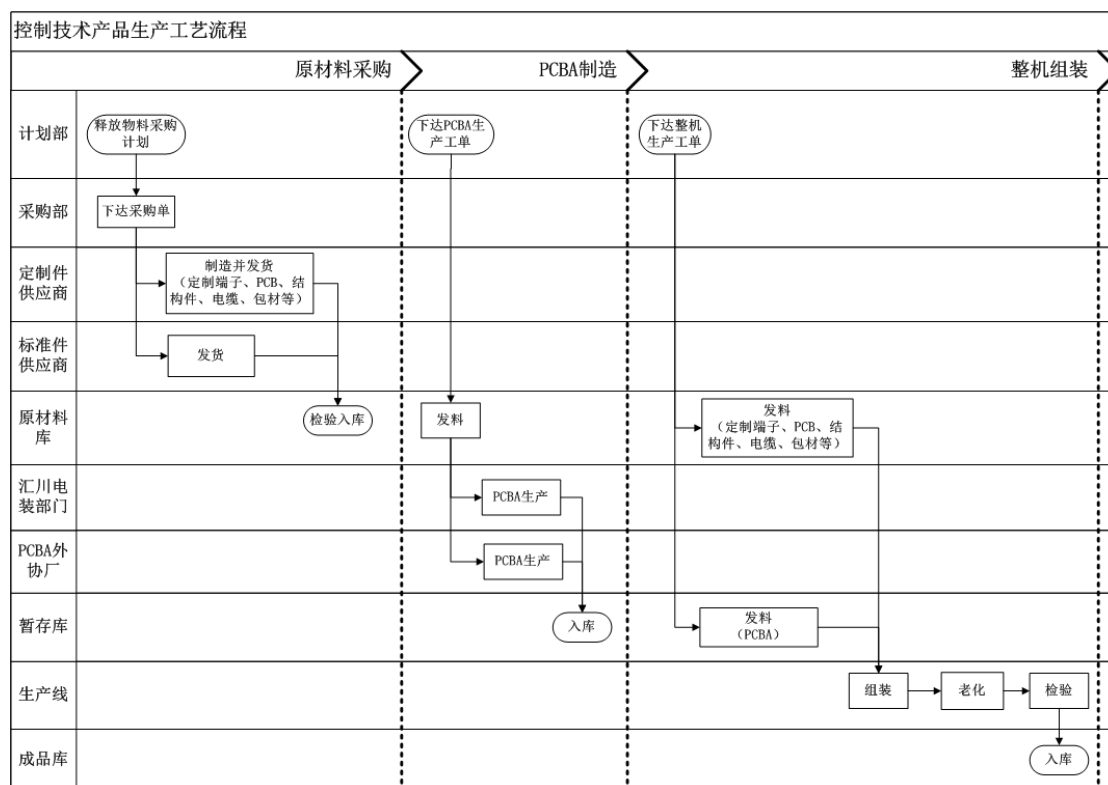 控制技术产品生产工艺流程
原材料采购
PCBA制造
整机组装
计划部
释放物料采购
计划
下达PCBA生
产工单
下达整机
生产工单
采购部
下达采购单
定制件
供应商
制造并发货
（定制端子、PCB、结
构件、电缆、包材等）
标准件
供应商
发货
原材料
库
检验入库
发料
发料
（定制端子、PCB、结
构件、电缆、包材等）
汇川电
装部门
PCBA生产
PCBA外
协厂
PCBA生产
暂存库
入库
发料
（PCBA）
生产线
组装
老化
检验
成品库
入库